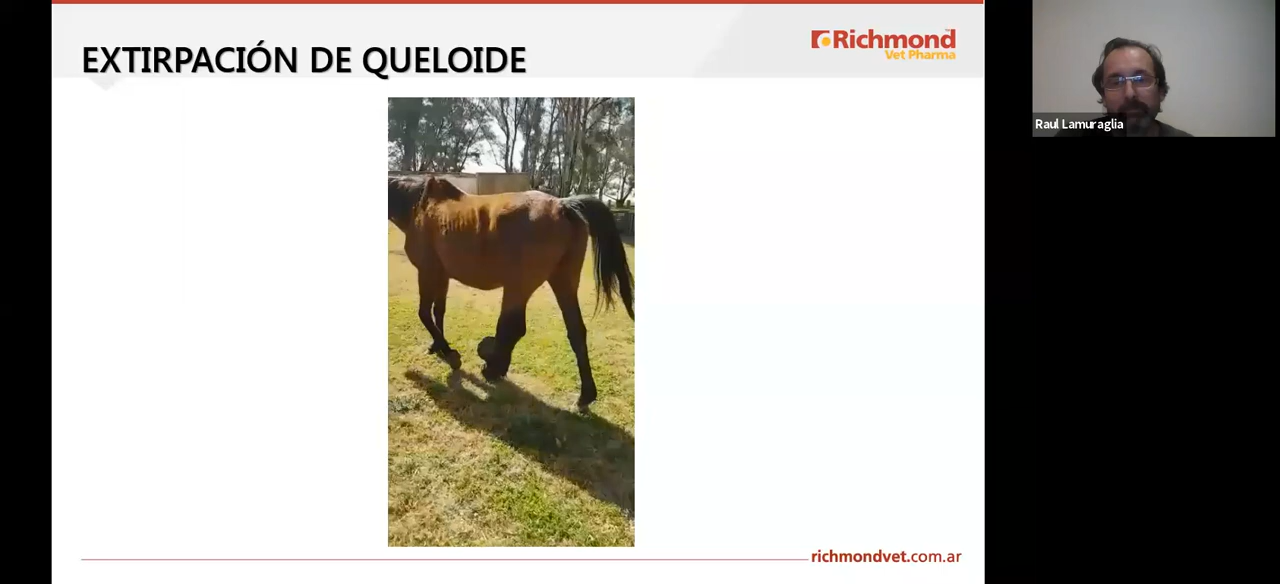 EXTIRPACIÓN DE QUELOIDE
Richmond
Vet Pharma
Raul Lamuraglia
richmondvet.com.ar